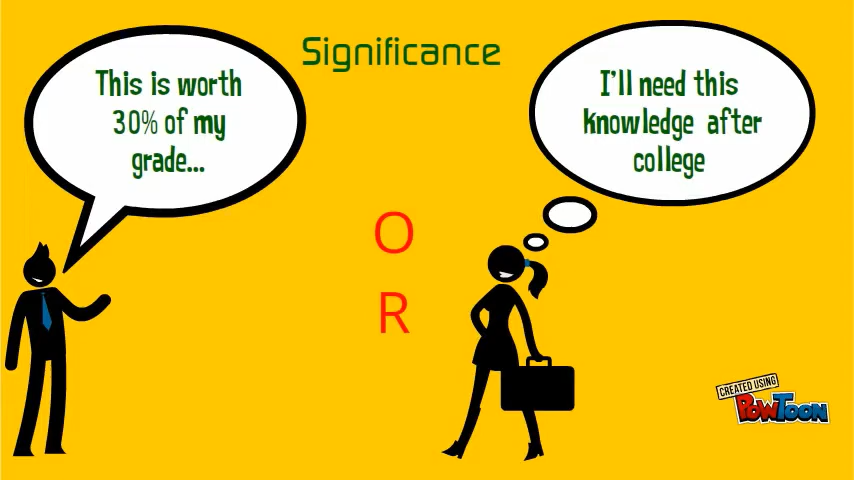 Significance
This is worth
30% of my
grade...
I'll need this
knowledge after
college
O
R
CREATED USING
POWTOON